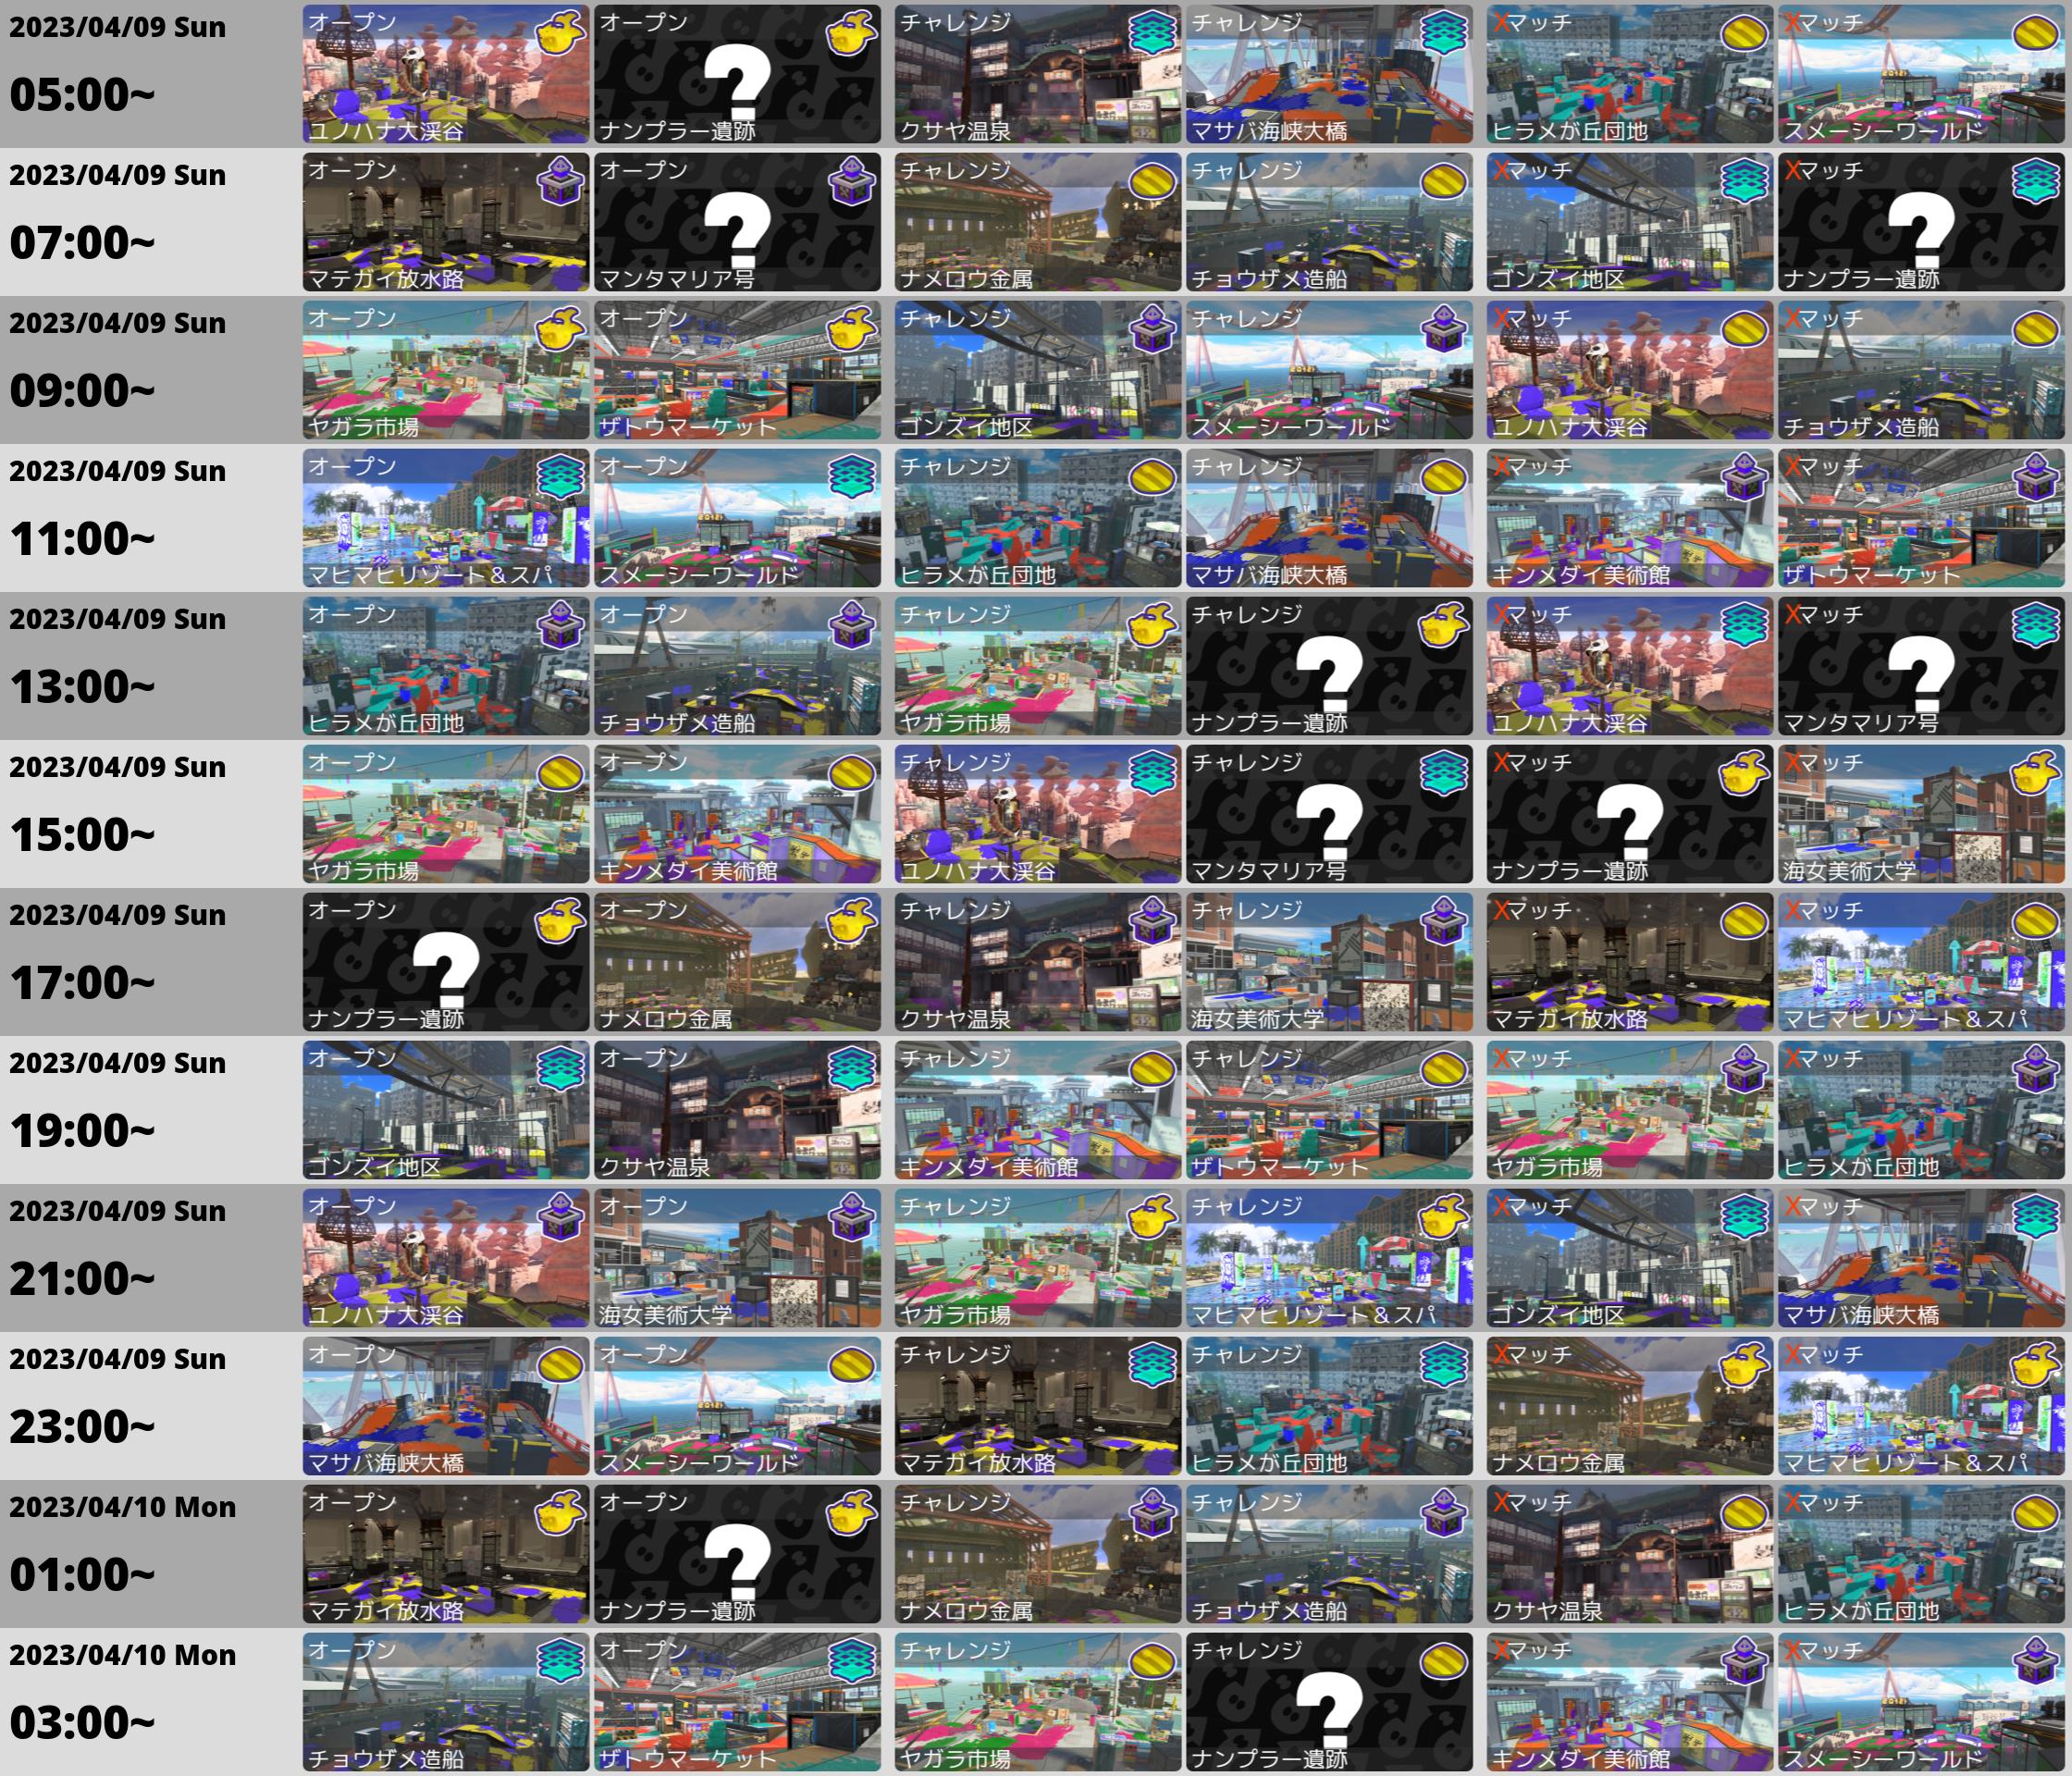 2023/04/09 Sun
05:00~
オープン オープン チャレンジ チャレンジ Xマッチ Xマッチ
ユノハナ大渓谷 ナンプラー遺跡 クサヤ温泉 マサバ海峡大橋 ヒラメが丘団地 スメーシーワールド
2023/04/09 Sun
07:00~
オープン オープン チャレンジ チャレンジ Xマッチ Xマッチ
マテガイ放水路 マンタマリア号 ナメロウ金属 チョウザメ造船 ゴンズイ地区 ナンプラー遺跡
2023/04/09 Sun
09:00~
オープン オープン チャレンジ チャレンジ Xマッチ Xマッチ
ヤガラ市場 ザトウマーケット ゴンズイ地区 スメーシーワールド ユノハナ大渓谷 チョウザメ造船
2023/04/09 Sun
11:00~
オープン オープン チャレンジ チャレンジ Xマッチ Xマッチ
マヒマヒリゾート＆スパ スメーシーワールド ヒラメが丘団地 マサバ海峡大橋 キンメダイ美術館 ザトウマーケット
2023/04/09 Sun
13:00~
オープン オープン チャレンジ チャレンジ Xマッチ Xマッチ
ヒラメが丘団地 チョウザメ造船 ヤガラ市場 ナンプラー遺跡 ユノハナ大渓谷 マンタマリア号
2023/04/09 Sun
15:00~
オープン オープン チャレンジ チャレンジ Xマッチ Xマッチ
ヤガラ市場 キンメダイ美術館 ユノハナ大渓谷 マンタマリア号 ナンプラー遺跡 海女美術大学
2023/04/09 Sun
17:00~
オープン オープン チャレンジ チャレンジ Xマッチ Xマッチ
ナンプラー遺跡 ナメロウ金属 クサヤ温泉 海女美術大学 マテガイ放水路 マヒマヒリゾート＆スパ
2023/04/09 Sun
19:00~
オープン オープン チャレンジ チャレンジ Xマッチ Xマッチ
ゴンズイ地区 クサヤ温泉 キンメダイ美術館 ザトウマーケット ヤガラ市場 ヒラメが丘団地
2023/04/09 Sun
21:00~
オープン オープン チャレンジ チャレンジ Xマッチ Xマッチ
ユノハナ大渓谷 海女美術大学 ヤガラ市場 マヒマヒリゾート＆スパ ゴンズイ地区 マサバ海峡大橋
2023/04/09 Sun
23:00~
オープン オープン チャレンジ チャレンジ Xマッチ Xマッチ
マサバ海峡大橋 スメーシーワールド マテガイ放水路 ヒラメが丘団地 ナメロウ金属 マヒマヒリゾート＆スパ
2023/04/10 Mon
01:00~
オープン オープン チャレンジ チャレンジ Xマッチ Xマッチ
マテガイ放水路 ナンプラー遺跡 ナメロウ金属 チョウザメ造船 クサヤ温泉 ヒラメが丘団地
2023/04/10 Mon
03:00~
オープン オープン チャレンジ チャレンジ Xマッチ Xマッチ
チョウザメ造船 ザトウマーケット ヤガラ市場 ナンプラー遺跡 キンメダイ美術館 スメーシーワールド